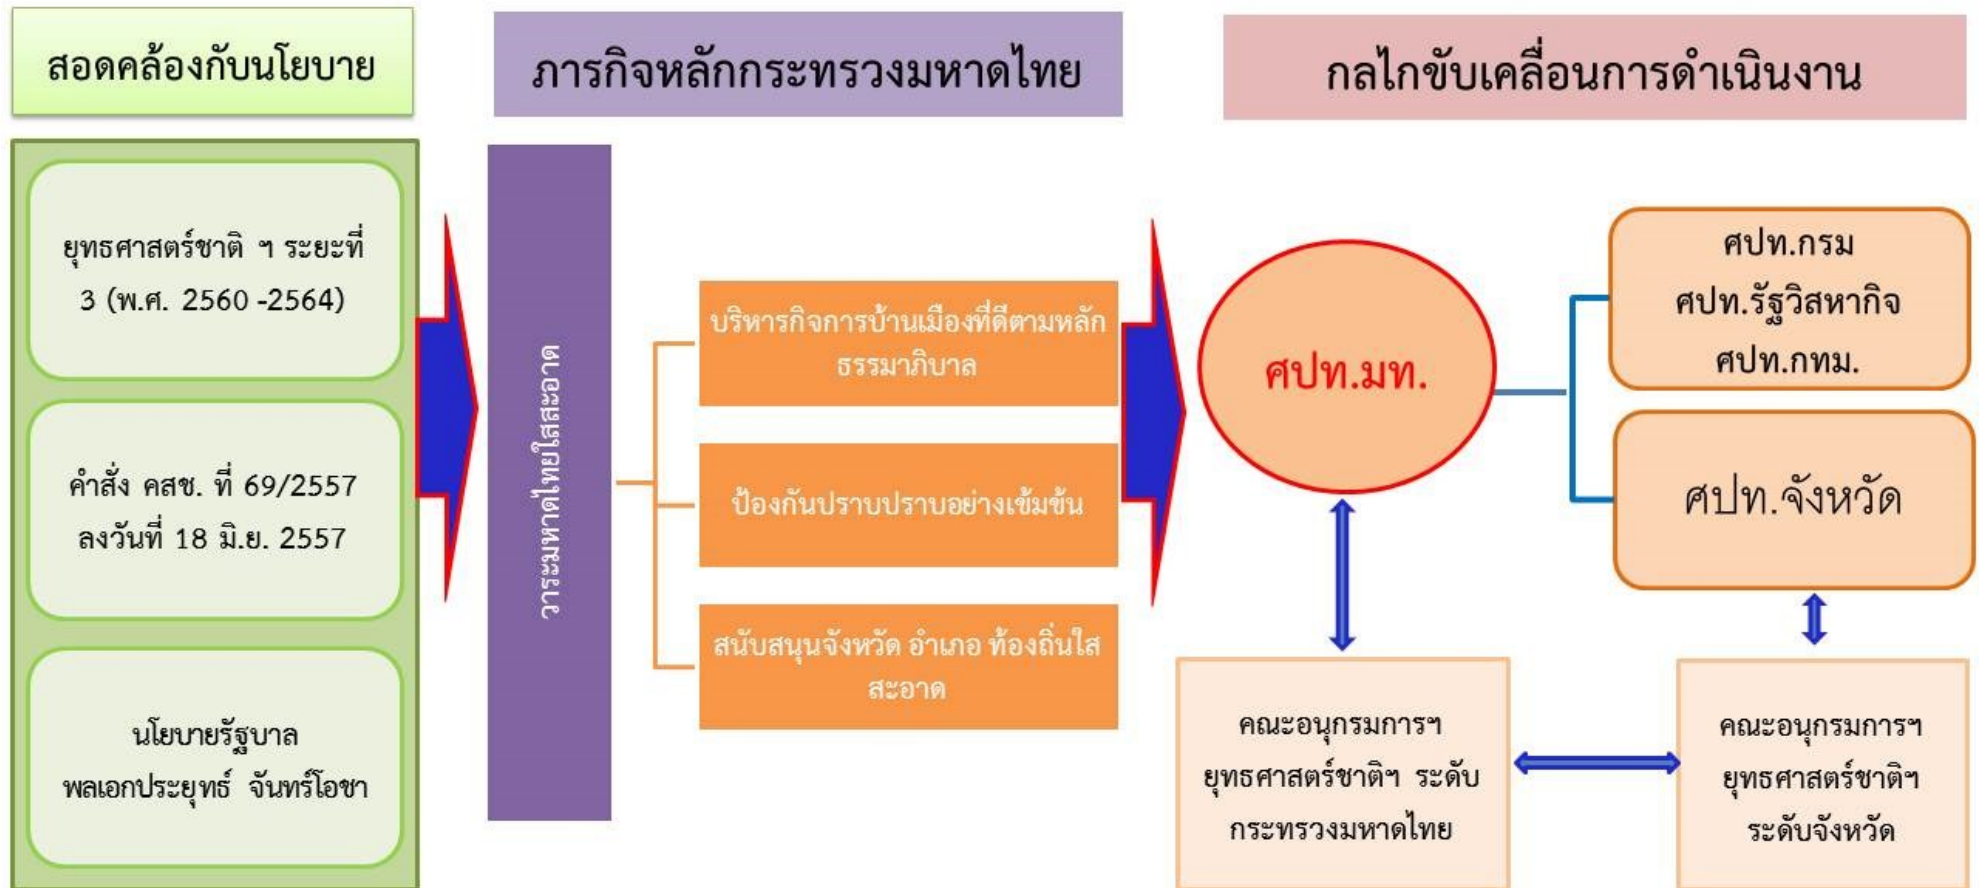 สอดคล้องกับนโยบาย
ภารกิจหลักกระทรวงมหาดไทย
กลไกขับเคลื่อนการดำเนินงาน
ยุทธศาสตร์ชาติ ฯ ระยะที่
3 (พ.ศ. 2560 -2564)
คำสั่ง คสช. ที่ 69/2557
ลงวันที่ 18 มิ.ย. 2557
นโยบายรัฐบาล
พลเอกประยุทธ์ จันทร์โอชา
วาระมหาดไทยใสสะอาด
บริหารกิจการบ้านเมืองที่ดีตามหลัก
ธรรมาภิบาล
ป้องกันปราบปราบอย่างเข้มข้น
สนับสนุนจังหวัด อำเภอ ท้องถิ่นใส
สะอาด
ศปท.มท.
ศปท.กรม
ศปท.รัฐวิสหากิจ
ศปท.กทม.
ศปท.จังหวัด
คณะอนุกรมการฯ
ยุทธศาสตร์ชาติฯ ระดับ
กระทรวงมหาดไทย
คณะอนุกรมการฯ
ยุทธศาสตร์ชาติฯ
ระดับจังหวัด